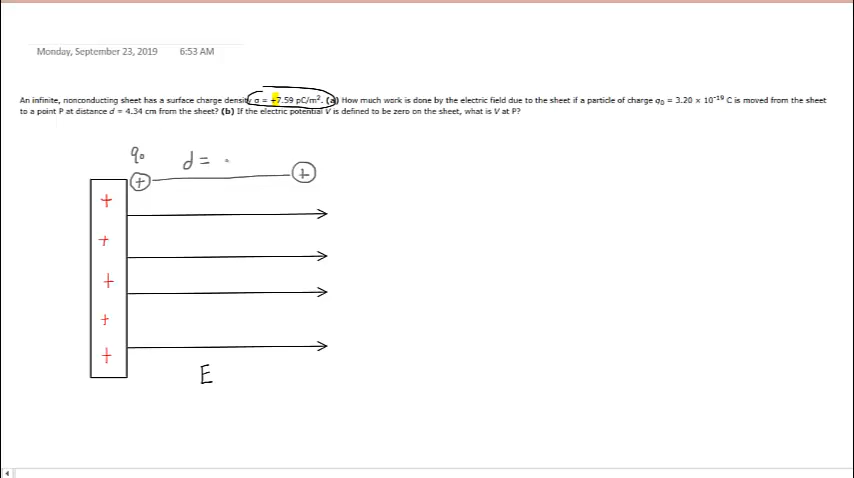 Monday, September 23, 2019 6:53 AM
An infinite, nonconducting sheet has a surface charge density σ = +7.59 pC/m². (a) How much work is done by the electric field due to the sheet if a particle of charge q₀ = 3.20 × 10⁻¹⁹ C is moved from the sheet
to a point P at distance d = 4.34 cm from the sheet? (b) If the electric potential V is defined to be zero on the sheet, what is V at P?
q₀ d = .
+ +
+
+
+
+
+
E